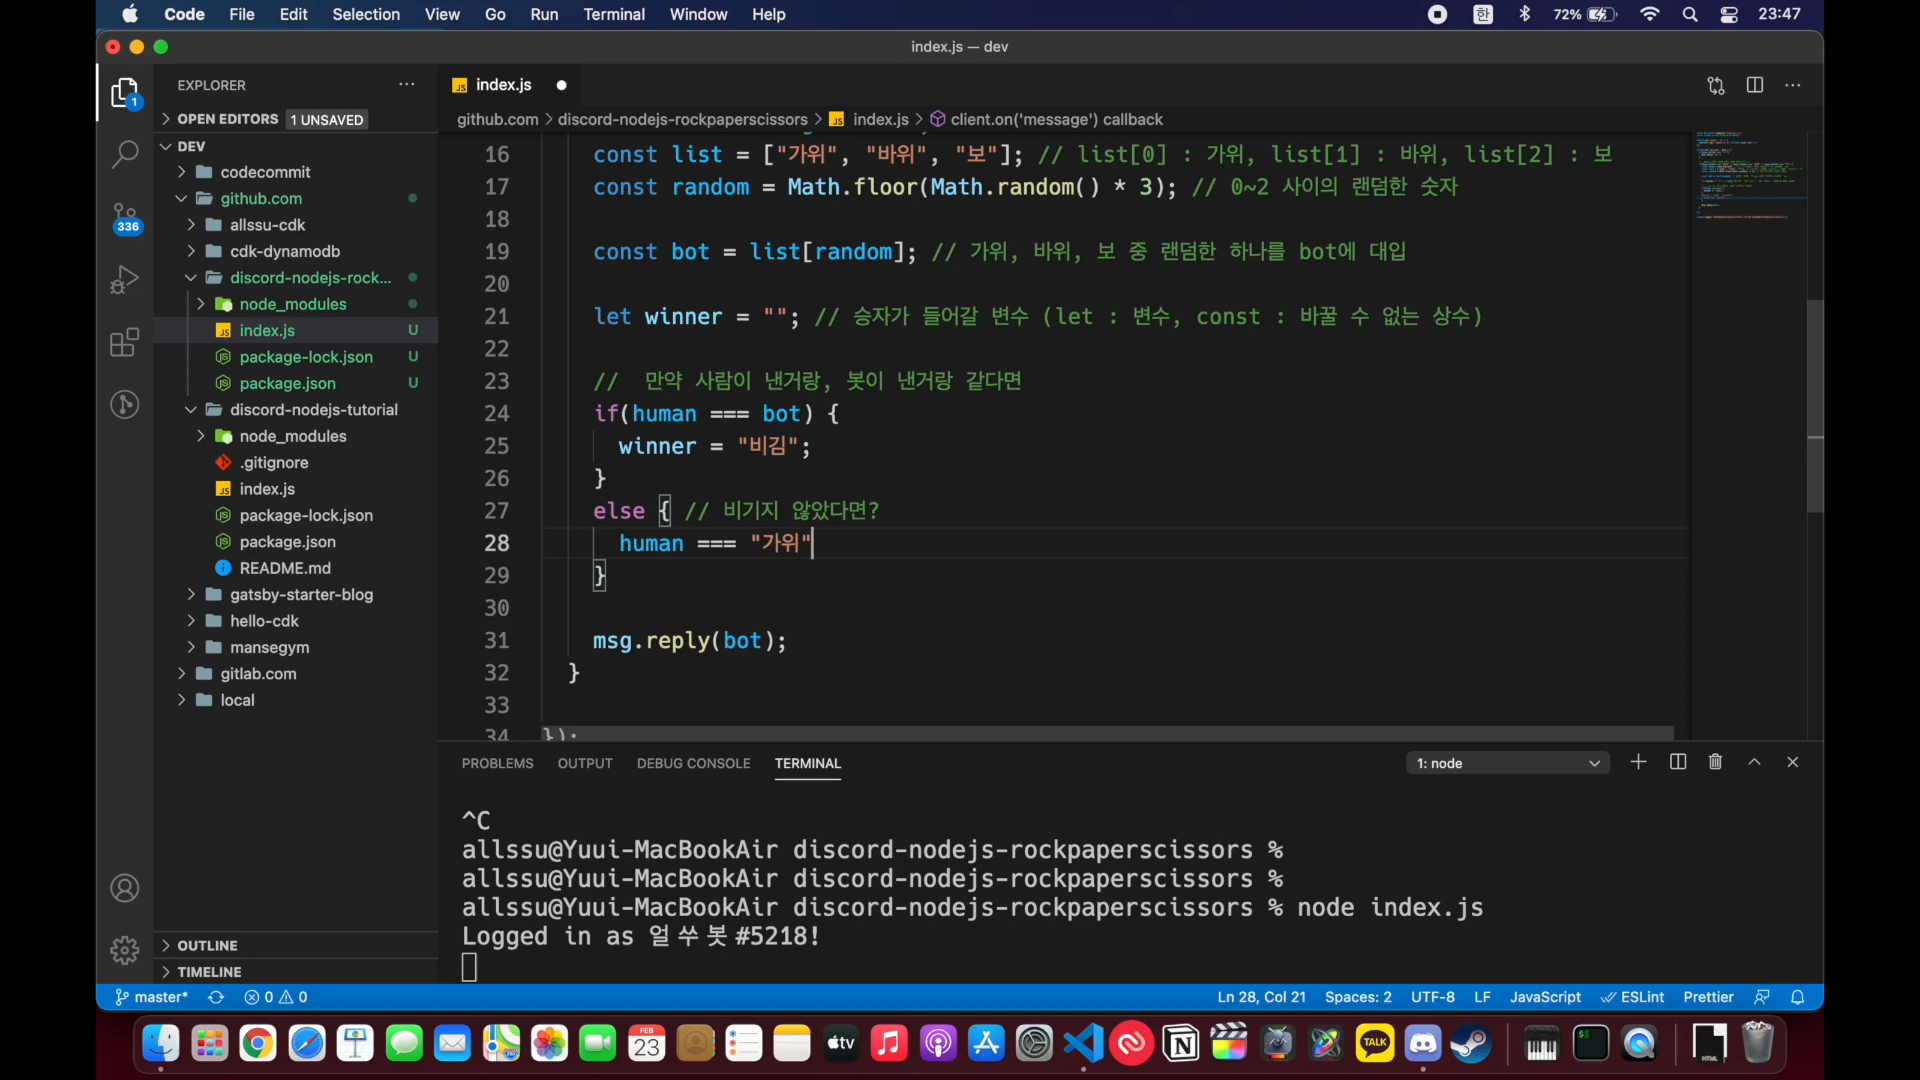 Code File Edit Selection View Go Run Terminal Window Help 한 72% 23:47
index.js — dev
EXPLORER
index.js
1
OPEN EDITORS 1 UNSAVED
github.com > discord-nodejs-rockpaperscissors > index.js > client.on('message') callback
DEV
codecommit
github.com
allssu-cdk
cdk-dynamodb
discord-nodejs-rock...
node_modules
index.js U
package-lock.json U
package.json U
discord-nodejs-tutorial
node_modules
.gitignore
index.js
package-lock.json
package.json
README.md
gatsby-starter-blog
hello-cdk
mansegym
gitlab.com
local
OUTLINE
TIMELINE
336
16 const list = ["가위", "바위", "보"]; // list[0] : 가위, list[1] : 바위, list[2] : 보
17 const random = Math.floor(Math.random() * 3); // 0~2 사이의 랜덤한 숫자
18
19 const bot = list[random]; // 가위, 바위, 보 중 랜덤한 하나를 bot에 대입
20
21 let winner = ""; // 승자가 들어갈 변수 (let : 변수, const : 바꿀 수 없는 상수)
22
23 // 만약 사람이 낸거랑, 봇이 낸거랑 같다면
24 if(human === bot) {
25 winner = "비김";
26 }
27 else { // 비기지 않았다면?
28 human === "가위"
29 }
30
31 msg.reply(bot);
32 }
33
34 });
PROBLEMS OUTPUT DEBUG CONSOLE TERMINAL 1: node
^C
allssu@Yuui-MacBookAir discord-nodejs-rockpaperscissors %
allssu@Yuui-MacBookAir discord-nodejs-rockpaperscissors %
allssu@Yuui-MacBookAir discord-nodejs-rockpaperscissors % node index.js
Logged in as 얼쑤봇#5218!
master* 0 0 Ln 28, Col 21 Spaces: 2 UTF-8 LF JavaScript ESLint Prettier
FEB
23
tv
TALK
HTML